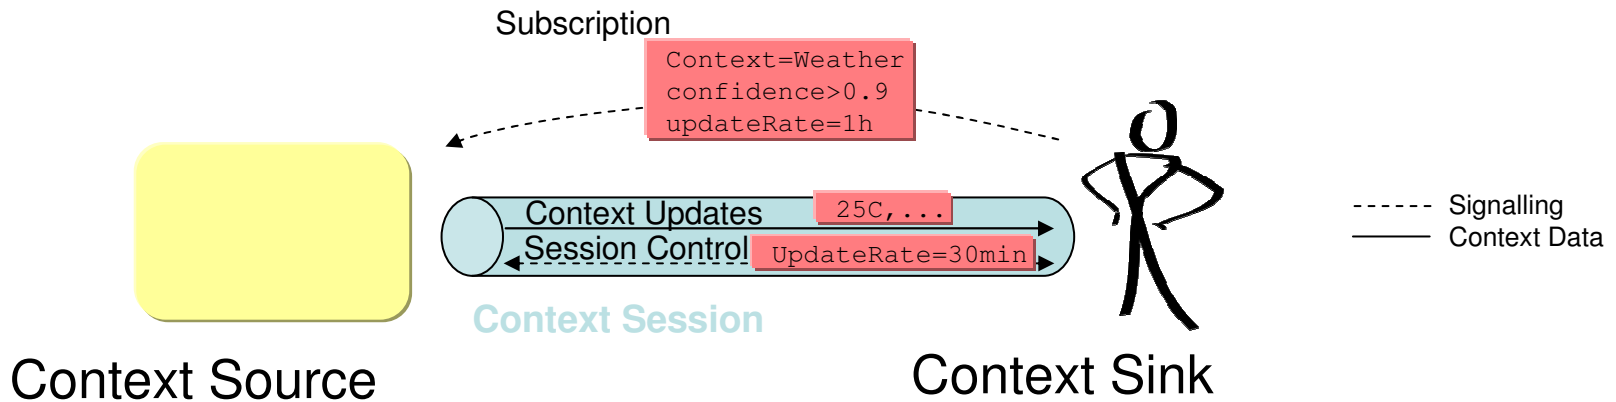 Subscription
Context=Weather
confidence>0.9
updateRate=1h
Context Updates
25C,...
Session Control
UpdateRate=30min
Signalling
Context Data
Context Session
Context Source
Context Sink